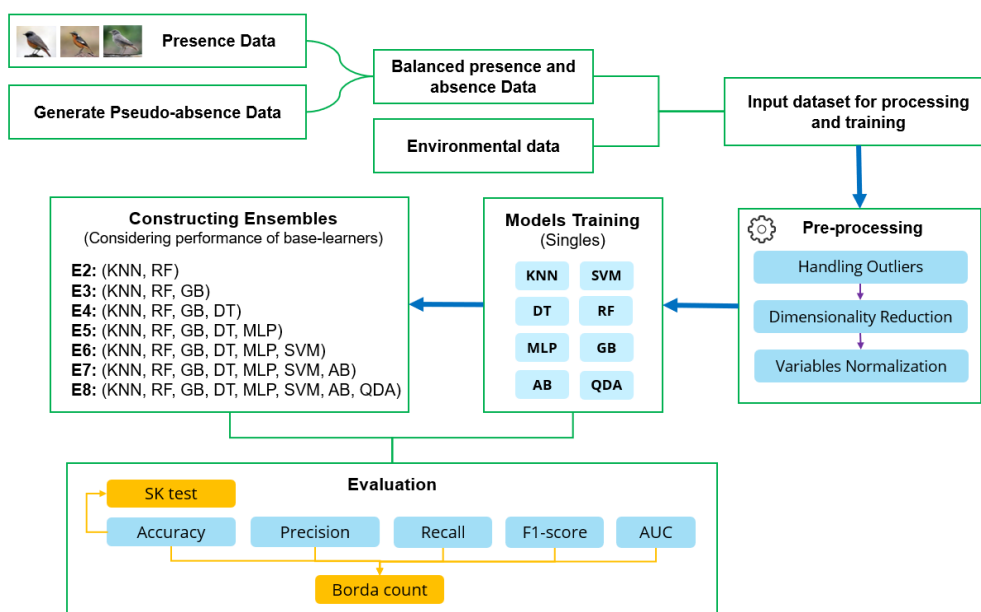 Presence Data
Generate Pseudo-absence Data
Balanced presence and
absence Data
Environmental data
Input dataset for processing
and training
Constructing Ensembles
(Considering performance of base-learners)
E2: (KNN, RF)
E3: (KNN, RF, GB)
E4: (KNN, RF, GB, DT)
E5: (KNN, RF, GB, DT, MLP)
E6: (KNN, RF, GB, DT, MLP, SVM)
E7: (KNN, RF, GB, DT, MLP, SVM, AB)
E8: (KNN, RF, GB, DT, MLP, SVM, AB, QDA)
Models Training
(Singles)
KNN SVM
DT RF
MLP GB
AB QDA
Pre-processing
Handling Outliers
Dimensionality Reduction
Variables Normalization
Evaluation
SK test
Accuracy Precision Recall F1-score AUC
Borda count